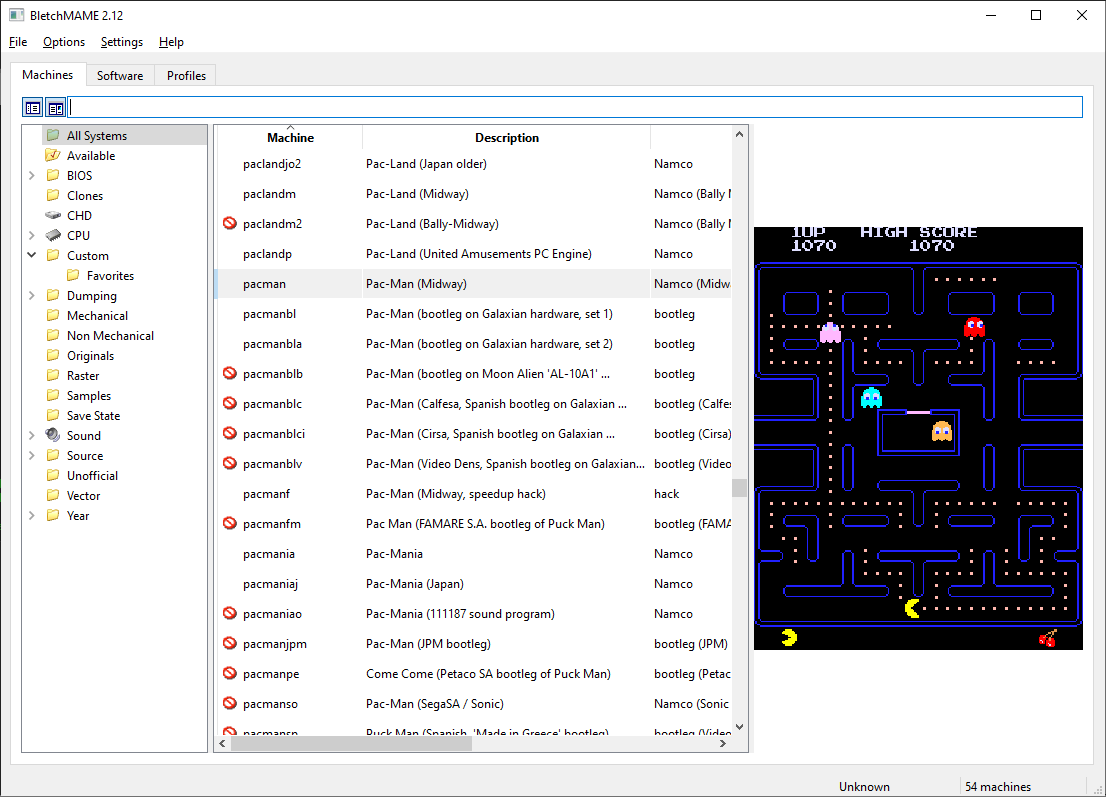 BletchMAME 2.12
File Options Settings Help
Machines Software Profiles
All Systems
Available
BIOS
Clones
CHD
CPU
Custom
Favorites
Dumping
Mechanical
Non Mechanical
Originals
Raster
Samples
Save State
Sound
Source
Unofficial
Vector
Year
Machine Description
paclandjo2 Pac-Land (Japan older) Namco
paclandm Pac-Land (Midway) Namco (Bally
paclandm2 Pac-Land (Bally-Midway) Namco (Bally
paclandp Pac-Land (United Amusements PC Engine) Namco
pacman Pac-Man (Midway) Namco (Midw
pacmanbl Pac-Man (bootleg on Galaxian hardware, set 1) bootleg
pacmanbla Pac-Man (bootleg on Galaxian hardware, set 2) bootleg
pacmanblb Pac-Man (bootleg on Moon Alien 'AL-10A1' ... bootleg
pacmanblc Pac-Man (Calfesa, Spanish bootleg on Galaxian ... bootleg (Calfe
pacmanblci Pac-Man (Cirsa, Spanish bootleg on Galaxian ... bootleg (Cirsa)
pacmanblv Pac-Man (Video Dens, Spanish bootleg on Galaxian... bootleg (Video
pacmanf Pac-Man (Midway, speedup hack) hack
pacmanfm Pac Man (FAMARE S.A. bootleg of Puck Man) bootleg (FAMA
pacmania Pac-Mania Namco
pacmaniaj Pac-Mania (Japan) Namco
pacmaniao Pac-Mania (111187 sound program) Namco
pacmanjpm Pac-Man (JPM bootleg) bootleg (JPM)
pacmanpe Come Come (Petaco SA bootleg of Puck Man) bootleg (Petac
pacmanso Pac-Man (SegaSA / Sonic) Namco (Sonic
pacmansp Puck Man (Spanish, 'Made in Greece' bootleg) bootleg (Video
1UP HIGH SCORE
1070 1070
Unknown 54 machines